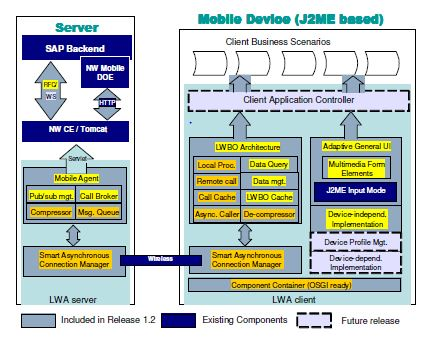 Server
SAP Backend
NW Mobile
DOE
RFC/
WS
HTTP
NW CE / Tomcat
Servlet
Mobile Agent
Pub/sub mgt.
Call Broker
Compressor
Msg. Queue
Smart Asynchronous
Connection Manager
LWA server
Wireless
Mobile Device (J2ME based)
Client Business Scenarios
Client Application Controller
LWBO Architecture
Local Proc.
Data Query
Remote call
Data mgt.
Call Cache
LWBO Cache
Async. Caller
De-compressor
Smart Asynchronous
Connection Manager
Adaptive General UI
Multimedia Form
Elements
J2ME Input Mode
Device-independ.
Implementation
Device Profile Mgt.
Device-depend.
Implementation
Component Container (OSGI ready)
LWA client
Included in Release 1.2
Existing Components
Future release